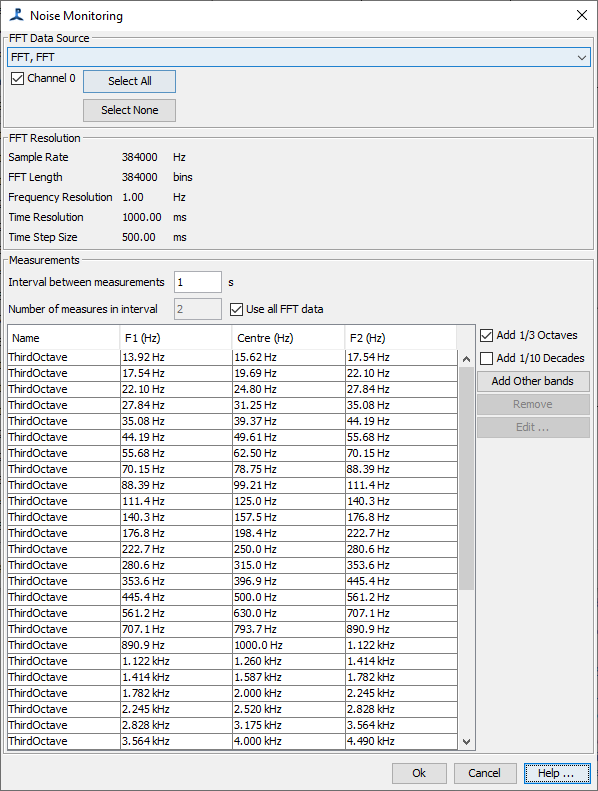 Noise Monitoring
FFT Data Source
FFT, FFT
Channel 0
Select All
Select None
FFT Resolution
Sample Rate 384000 Hz
FFT Length 384000 bins
Frequency Resolution 1.00 Hz
Time Resolution 1000.00 ms
Time Step Size 500.00 ms
Measurements
Interval between measurements 1 s
Number of measures in interval 2 Use all FFT data
Name F1 (Hz) Centre (Hz) F2 (Hz)
ThirdOctave 13.92 Hz 15.62 Hz 17.54 Hz
ThirdOctave 17.54 Hz 19.69 Hz 22.10 Hz
ThirdOctave 22.10 Hz 24.80 Hz 27.84 Hz
ThirdOctave 27.84 Hz 31.25 Hz 35.08 Hz
ThirdOctave 35.08 Hz 39.37 Hz 44.19 Hz
ThirdOctave 44.19 Hz 49.61 Hz 55.68 Hz
ThirdOctave 55.68 Hz 62.50 Hz 70.15 Hz
ThirdOctave 70.15 Hz 78.75 Hz 88.39 Hz
ThirdOctave 88.39 Hz 99.21 Hz 111.4 Hz
ThirdOctave 111.4 Hz 125.0 Hz 140.3 Hz
ThirdOctave 140.3 Hz 157.5 Hz 176.8 Hz
ThirdOctave 176.8 Hz 198.4 Hz 222.7 Hz
ThirdOctave 222.7 Hz 250.0 Hz 280.6 Hz
ThirdOctave 280.6 Hz 315.0 Hz 353.6 Hz
ThirdOctave 353.6 Hz 396.9 Hz 445.4 Hz
ThirdOctave 445.4 Hz 500.0 Hz 561.2 Hz
ThirdOctave 561.2 Hz 630.0 Hz 707.1 Hz
ThirdOctave 707.1 Hz 793.7 Hz 890.9 Hz
ThirdOctave 890.9 Hz 1000.0 Hz 1.122 kHz
ThirdOctave 1.122 kHz 1.260 kHz 1.414 kHz
ThirdOctave 1.414 kHz 1.587 kHz 1.782 kHz
ThirdOctave 1.782 kHz 2.000 kHz 2.245 kHz
ThirdOctave 2.245 kHz 2.520 kHz 2.828 kHz
ThirdOctave 2.828 kHz 3.175 kHz 3.564 kHz
ThirdOctave 3.564 kHz 4.000 kHz 4.490 kHz
Add 1/3 Octaves
Add 1/10 Decades
Add Other bands
Remove
Edit ...
Ok Cancel Help ...